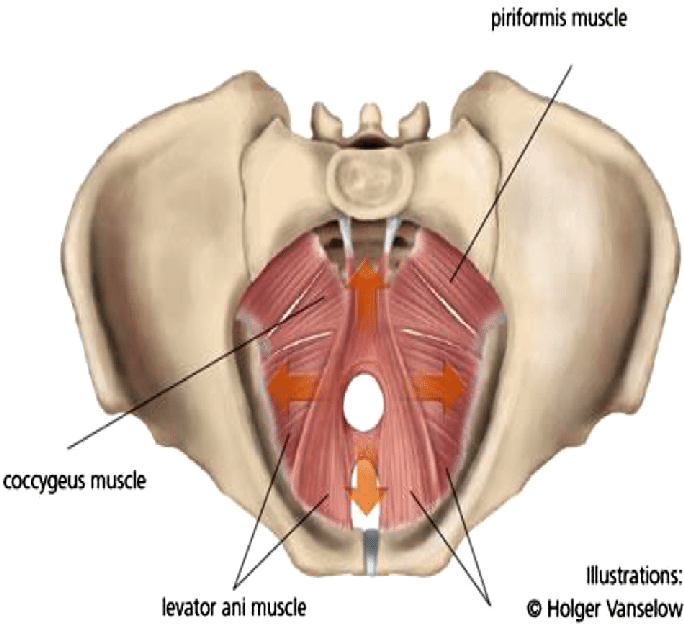 piriformis muscle
coccygeus muscle
levator ani muscle
Illustrations:
© Holger Vanselow